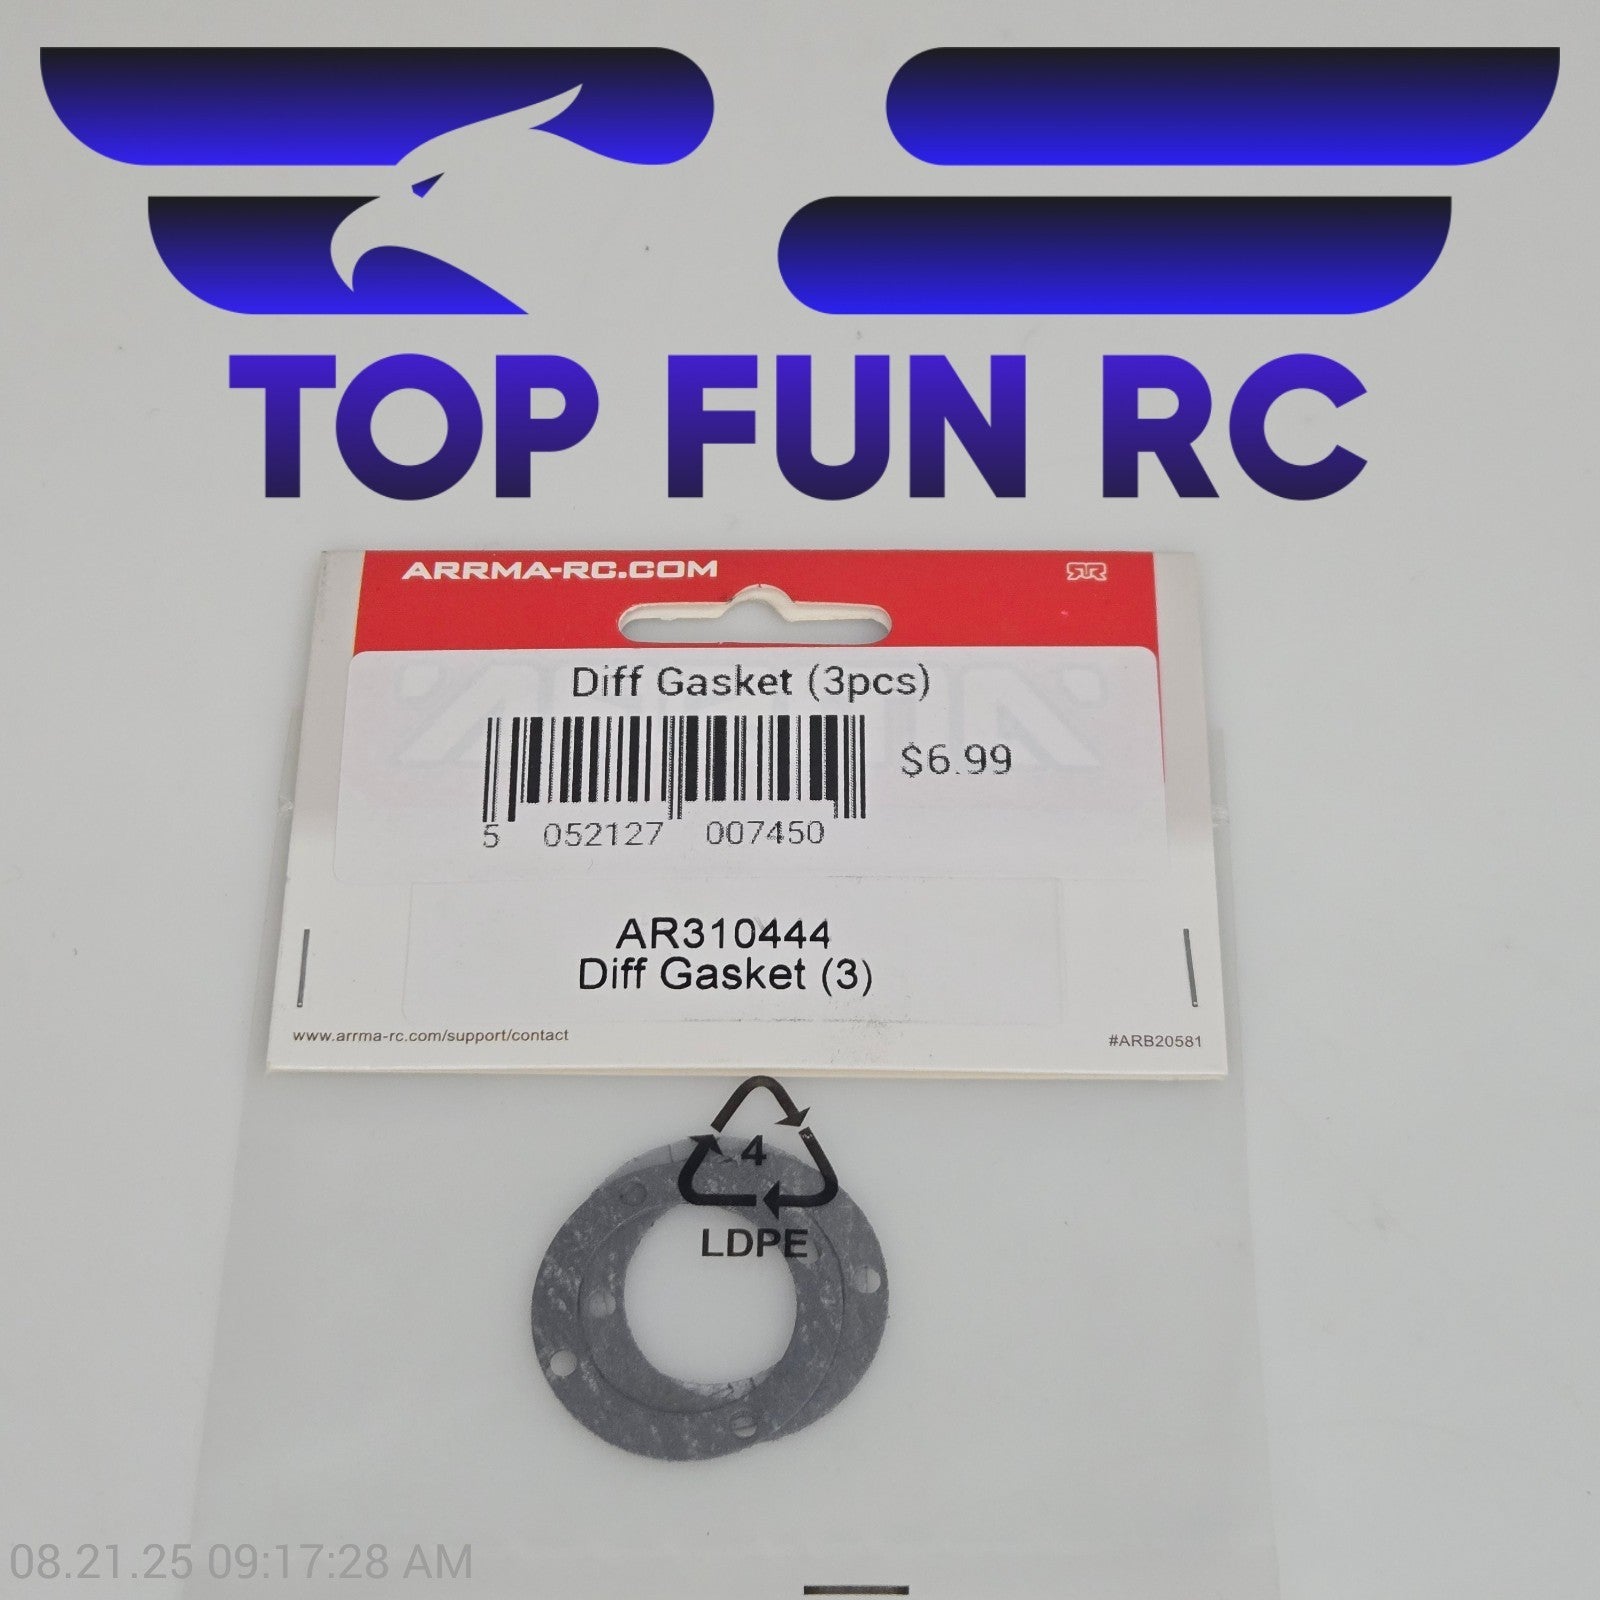 TOP FUN RC
ARRMA-RC.COM
Diff Gasket (3pcs)
$6.99
5 052127 007450
AR310444
Diff Gasket (3)
www.arrma-rc.com/support/contact
#ARB20581
4
LDPE
08.21.25 09:17:28 AM